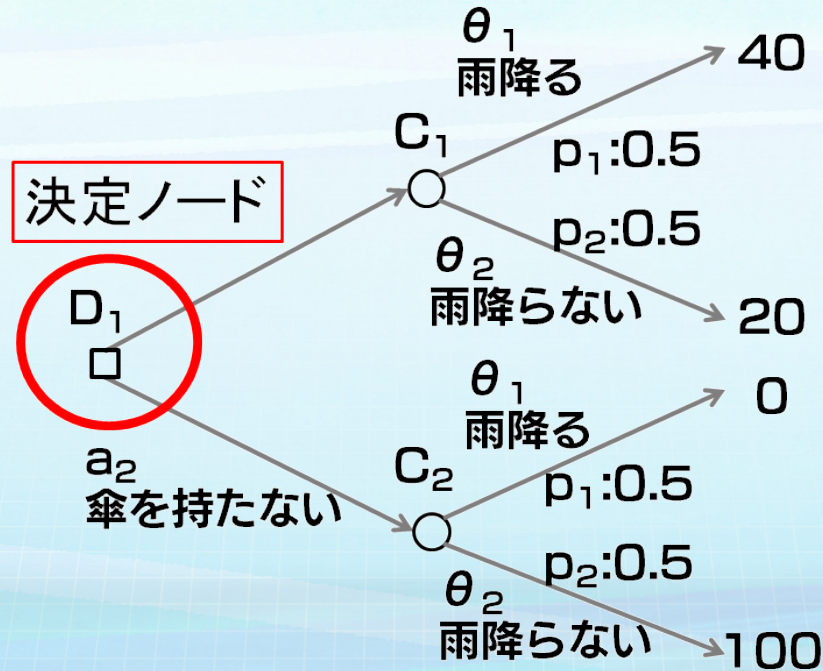 θ₁
雨降る
40
C₁
p₁:0.5
決定ノード
p₂:0.5
θ₂
雨降らない
20
D₁
θ₁
雨降る
0
a₂
傘を持たない
C₂
p₁:0.5
p₂:0.5
θ₂
雨降らない
100